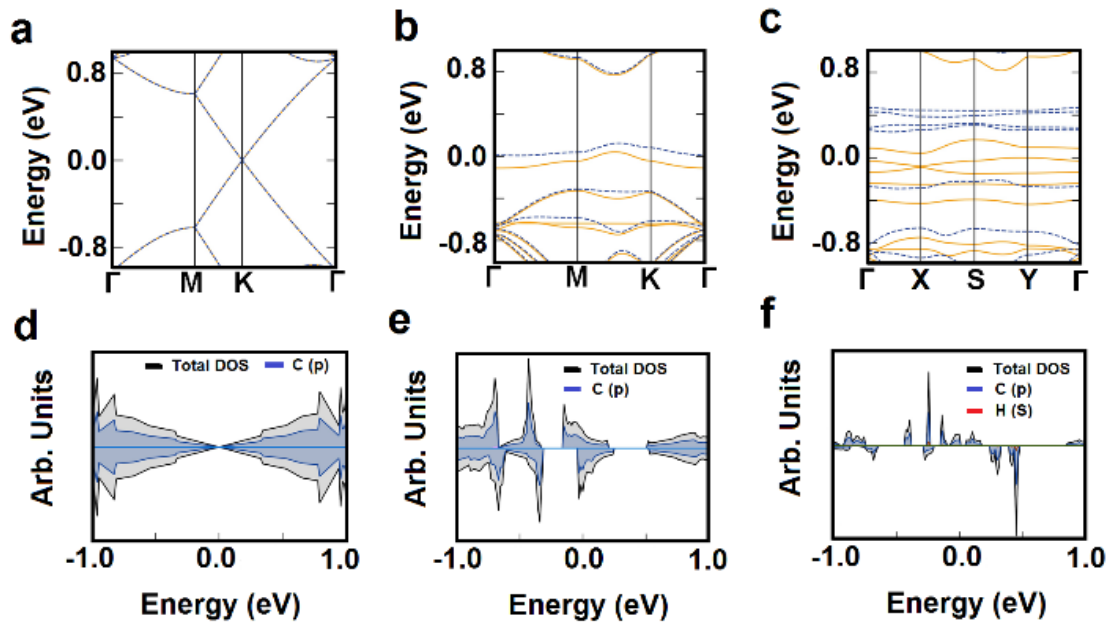 a
b
c
Energy (eV)
0.8
0.0
-0.8
Γ
M
K
Γ
Energy (eV)
0.8
0.0
-0.8
Γ
M
K
Γ
Energy (eV)
0.8
0.0
-0.8
Γ
X
S
Y
Γ
d
e
f
Arb. Units
Total DOS
C (p)
-1.0
0.0
1.0
Energy (eV)
Arb. Units
Total DOS
C (p)
-1.0
0.0
1.0
Energy (eV)
Arb. Units
Total DOS
C (p)
H (S)
-1.0
0.0
1.0
Energy (eV)